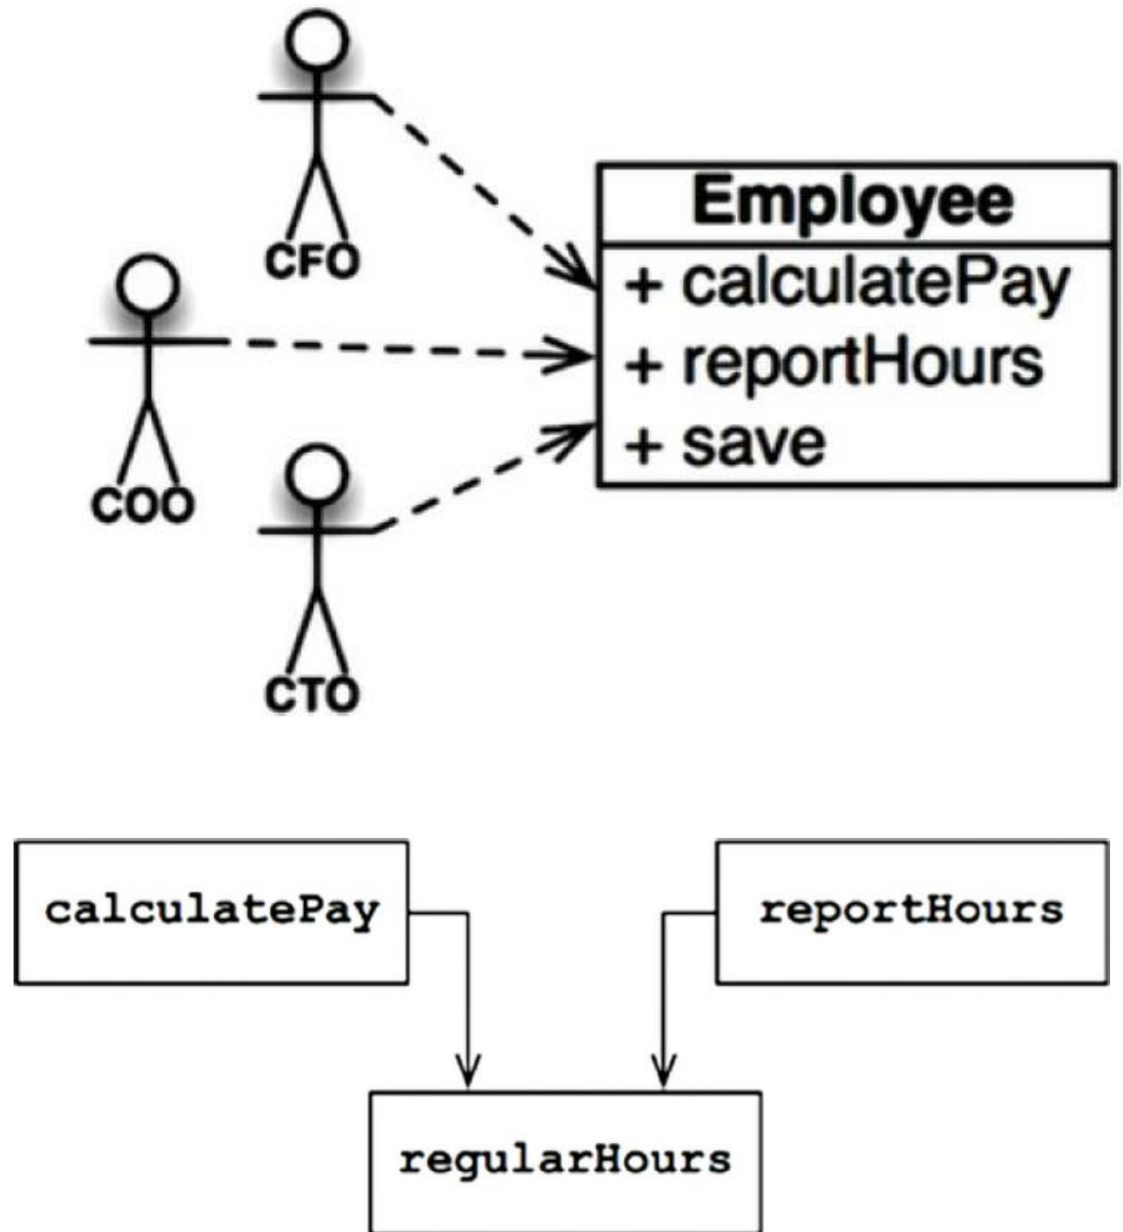 CFO
Employee
+ calculatePay
+ reportHours
+ save
COO
CTO
calculatePay
reportHours
regularHours